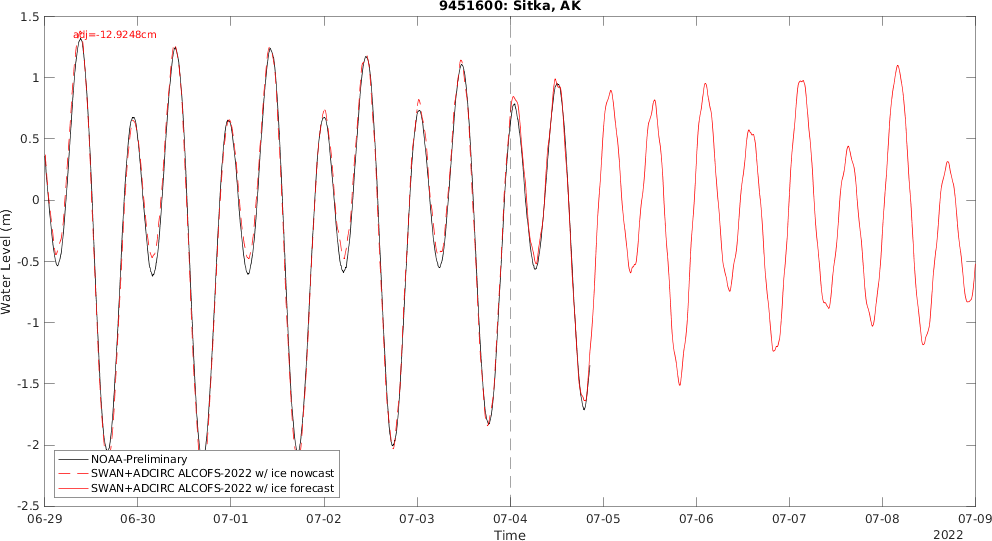 9451600: Sitka, AK
adj=-12.9248cm
1.5
1
0.5
0
-0.5
-1
-1.5
-2
-2.5
Water Level (m)
NOAA-Preliminary
SWAN+ADCIRC ALCOFS-2022 w/ ice nowcast
SWAN+ADCIRC ALCOFS-2022 w/ ice forecast
06-29 06-30 07-01 07-02 07-03 07-04 07-05 07-06 07-07 07-08 07-09
Time
2022